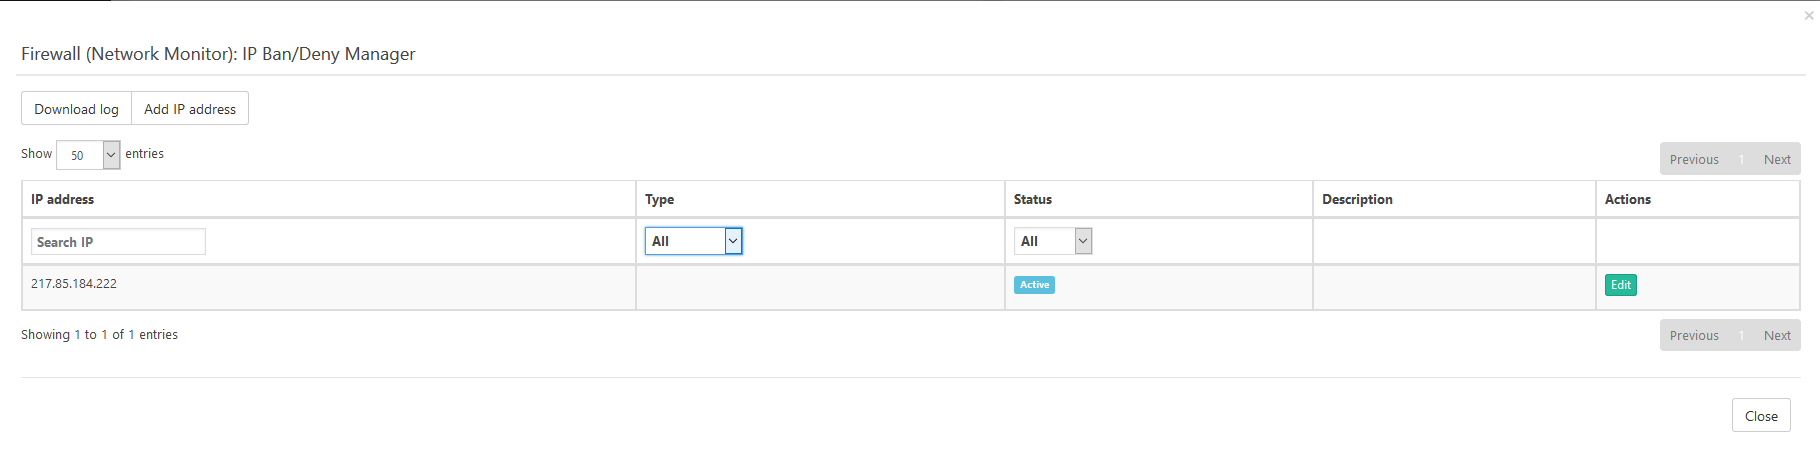 ×
Firewall (Network Monitor): IP Ban/Deny Manager
Download log Add IP address
Show 50 entries
Previous 1 Next
IP address Type Status Description Actions
Search IP All All
217.85.184.222 Active Edit
Showing 1 to 1 of 1 entries
Previous 1 Next
Close